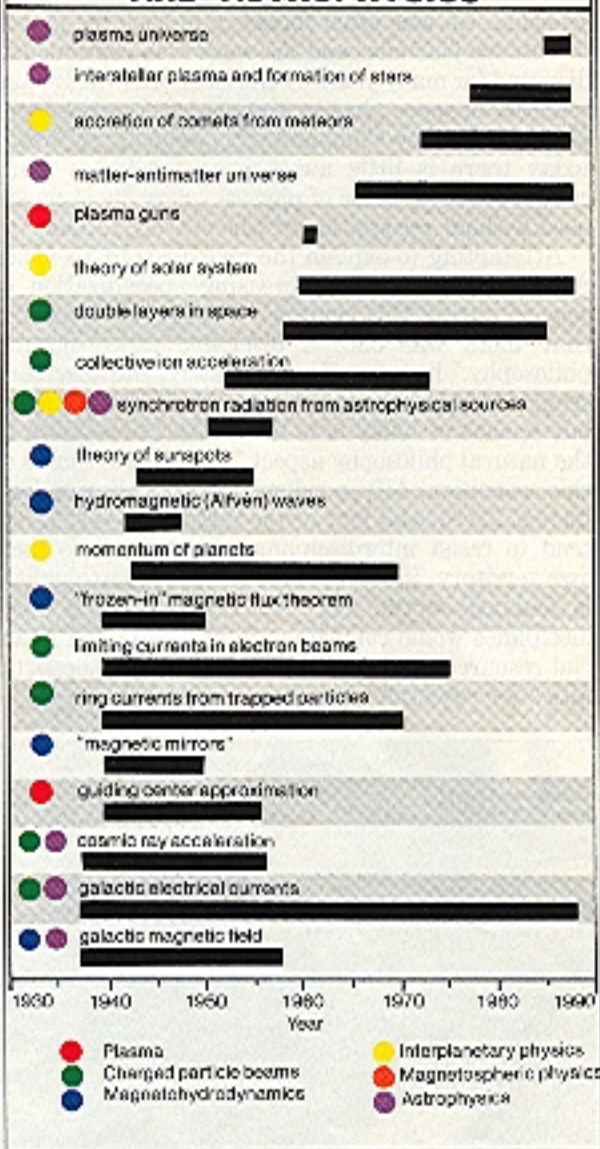 plasma universe
interstellar plasma and formation of stars
accretion of comets from meteors
matter-antimatter universe
plasma guns
theory of solar system
double layers in space
collective ion acceleration
synchrotron radiation from astrophysical sources
theory of sunspots
hydromagnetic (Alfvén) waves
momentum of planets
"frozen-in" magnetic flux theorem
limiting currents in electron beams
ring currents from trapped particles
"magnetic mirrors"
guiding center approximation
cosmic ray acceleration
galactic electrical currents
galactic magnetic field
1930 1940 1950 1960 1970 1980 1990
Year
Plasma
Charged particle beams
Magnetohydrodynamics
Interplanetary physics
Magnetospheric physics
Astrophysics